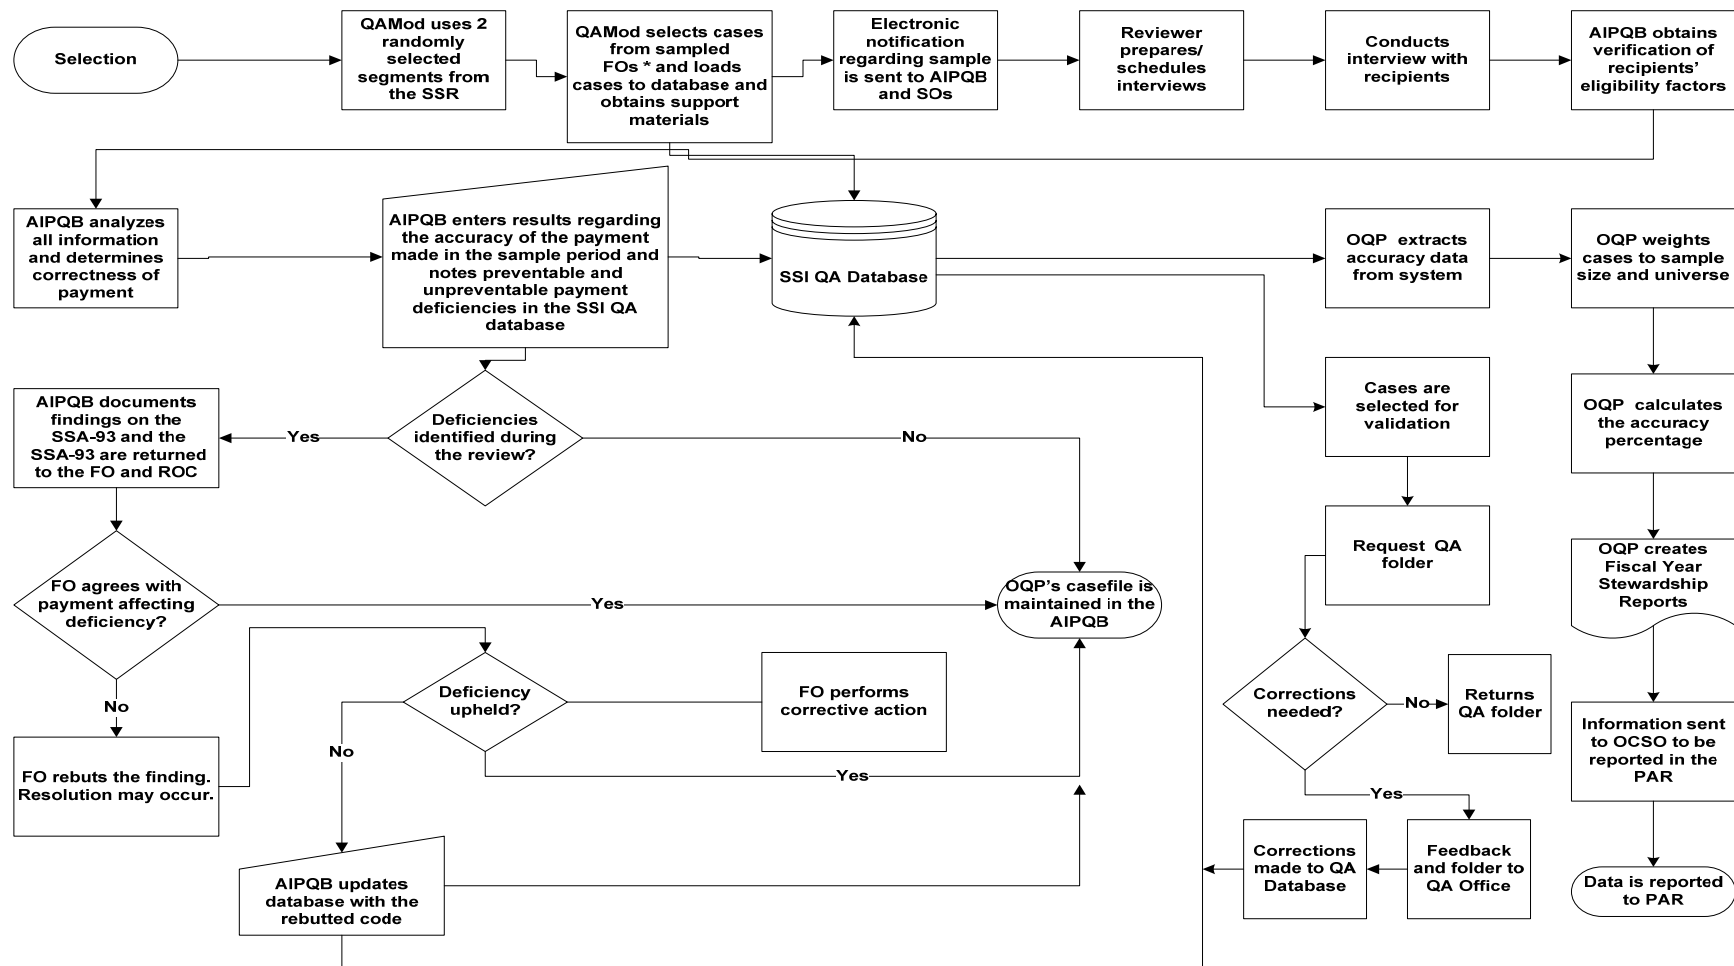 Selection
QAMod uses 2
randomly
selected
segments from
the SSR
QAMod selects cases
from sampled
FOs * and loads
cases to database and
obtains support
materials
Electronic
notification
regarding sample
is sent to AIPQB
and SOs
Reviewer
prepares/
schedules
interviews
Conducts
interview with
recipients
AIPQB obtains
verification of
recipients'
eligibility factors
AIPQB analyzes
all information
and determines
correctness of
payment
AIPQB enters results regarding
the accuracy of the payment
made in the sample period and
notes preventable and
unpreventable payment
deficiencies in the SSI QA
database
SSI QA Database
OQP extracts
accuracy data
from system
OQP weights
cases to sample
size and universe
AIPQB documents
findings on the
SSA-93 and the
SSA-93 are returned
to the FO and ROC
Yes
Deficiencies
identified during
the review?
No
Cases are
selected for
validation
OQP calculates
the accuracy
percentage
Request QA
folder
OQP creates
Fiscal Year
Stewardship
Reports
FO agrees with
payment affecting
deficiency?
Yes
OQP's casefile is
maintained in the
AIPQB
No
Deficiency
upheld?
FO performs
corrective action
Corrections
needed?
No
Returns
QA folder
Information sent
to OCSO to be
reported in the
PAR
FO rebuts the finding.
Resolution may occur.
No
Yes
Yes
AIPQB updates
database with the
rebutted code
Corrections
made to QA
Database
Feedback
and folder to
QA Office
Data is reported
to PAR